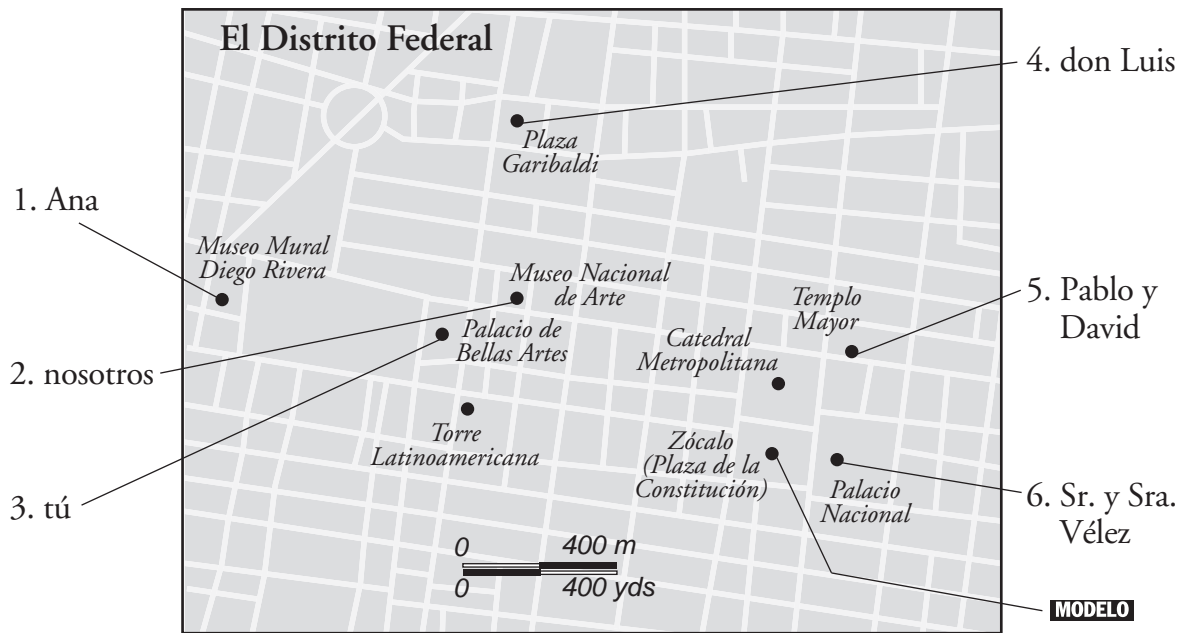 El Distrito Federal
4. don Luis
Plaza
Garibaldi
1. Ana
Museo Mural
Diego Rivera
Museo Nacional
de Arte
Templo
Mayor
5. Pablo y
David
Palacio de
Bellas Artes
Catedral
Metropolitana
2. nosotros
Torre
Latinoamericana
Zócalo
(Plaza de la
Constitución)
Palacio
Nacional
3. tú
6. Sr. y Sra.
Vélez
0 400 m
0 400 yds
MODELO